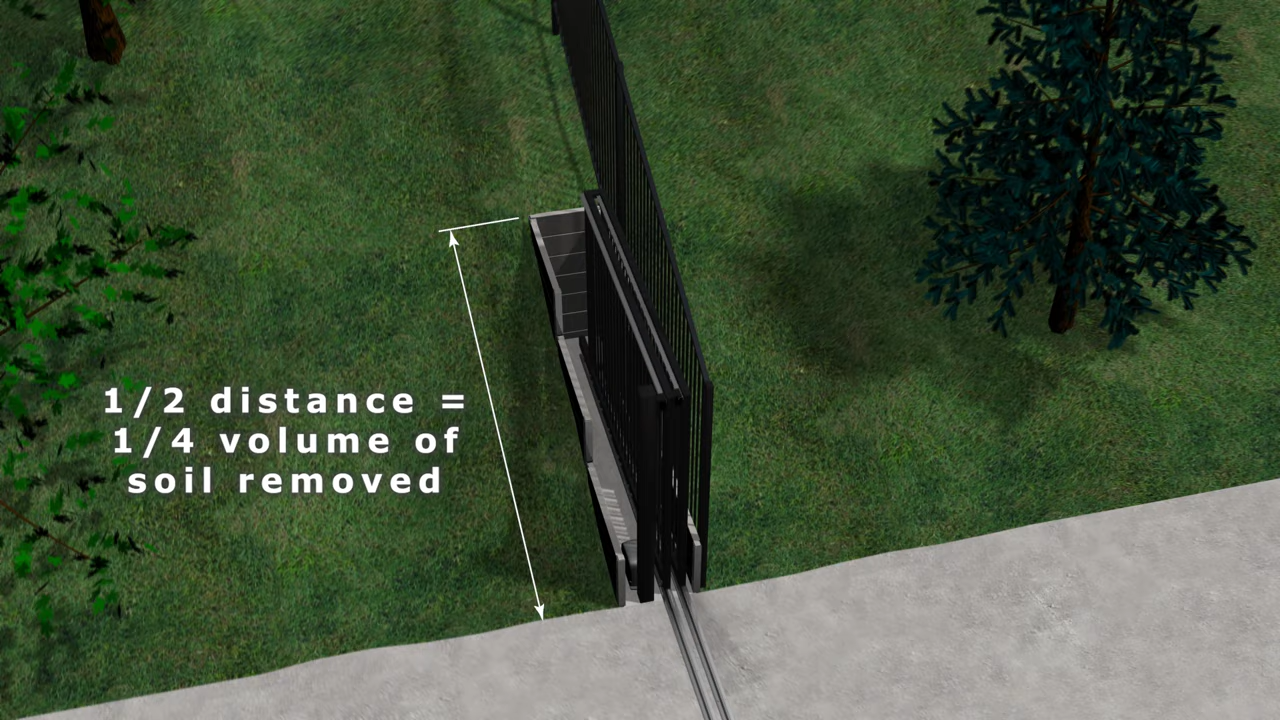 1/2 distance =
1/4 volume of
soil removed